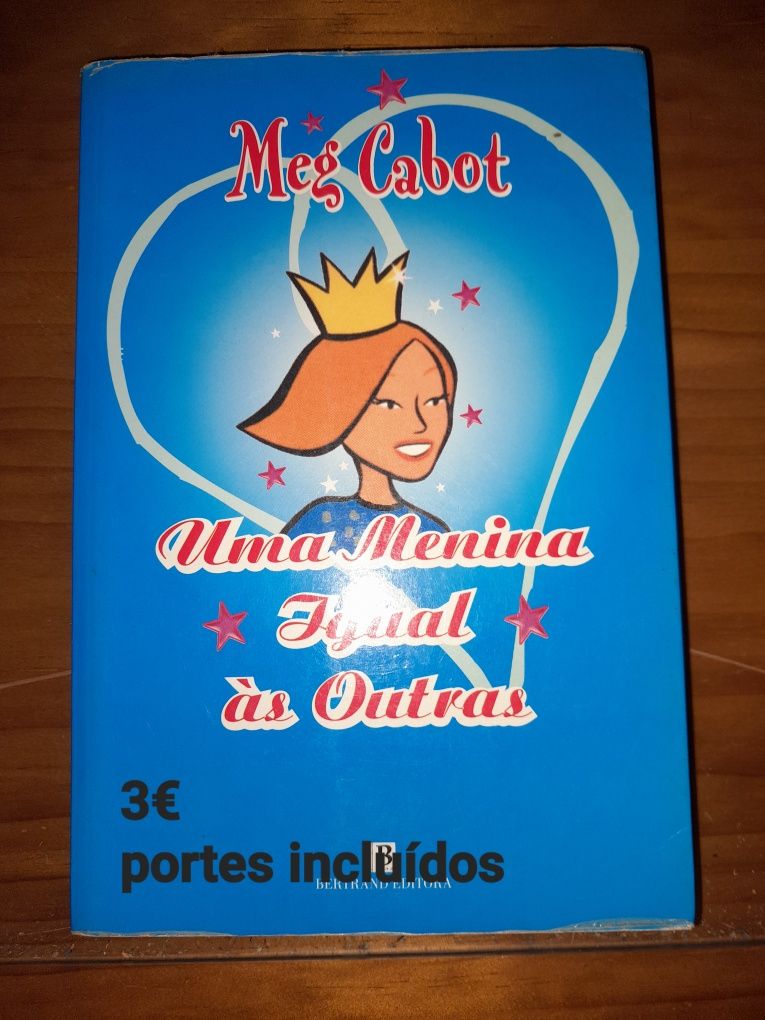 Meg Cabot
Uma Menina
Igual
às Outras
3€
portes incluídos
B
BERTRAND EDITORA